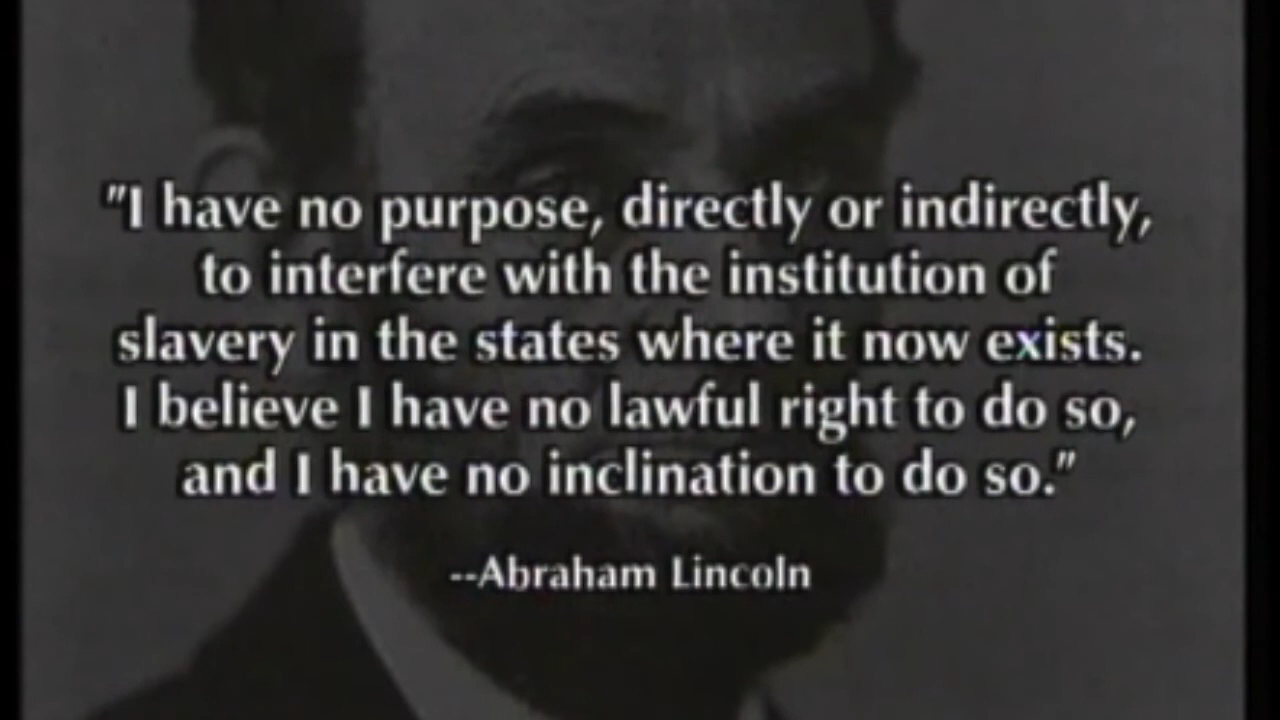 "I have no purpose, directly or indirectly,
to interfere with the institution of
slavery in the states where it now exists.
I believe I have no lawful right to do so,
and I have no inclination to do so."
--Abraham Lincoln